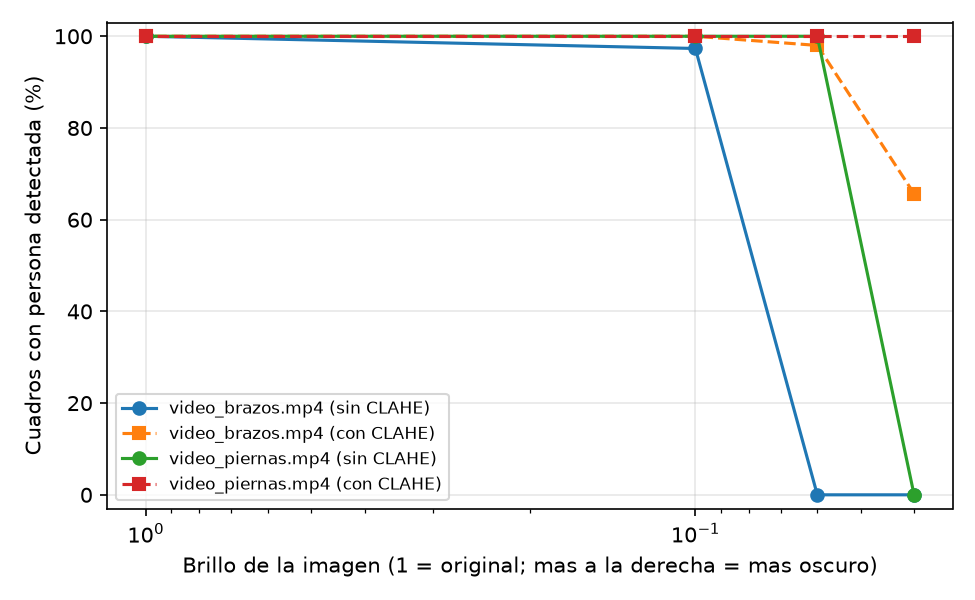 Cuadros con persona detectada (%)
100
80
60
40
20
0
video_brazos.mp4 (sin CLAHE)
video_brazos.mp4 (con CLAHE)
video_piernas.mp4 (sin CLAHE)
video_piernas.mp4 (con CLAHE)
10⁰
10⁻¹
Brillo de la imagen (1 = original; mas a la derecha = mas oscuro)